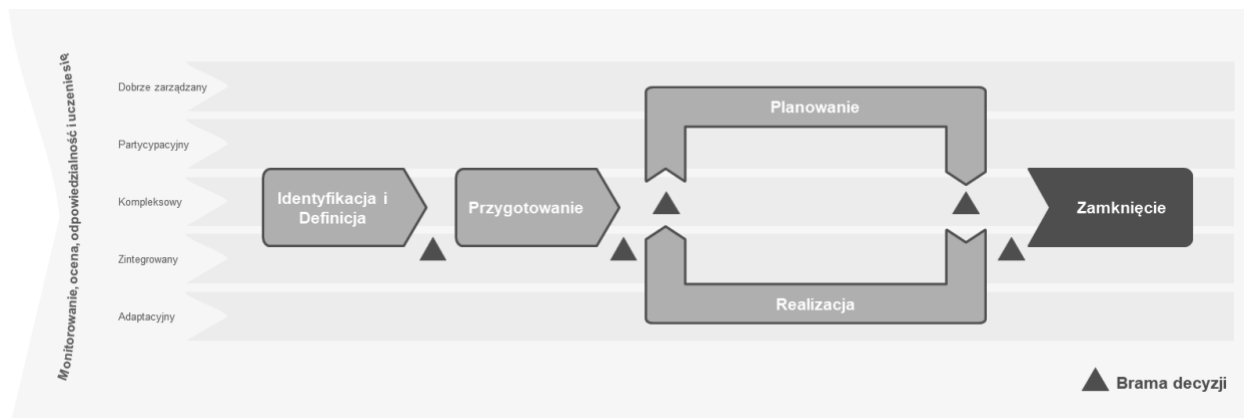 Monitorowanie, ocena, odpowiedzialność i uczenie się
Dobrze zarządzany
Partycypacyjny
Kompleksowy
Zintegrowany
Adaptacyjny
Identyfikacja i
Definicja
Przygotowanie
Planowanie
Realizacja
Zamknięcie
Brama decyzji